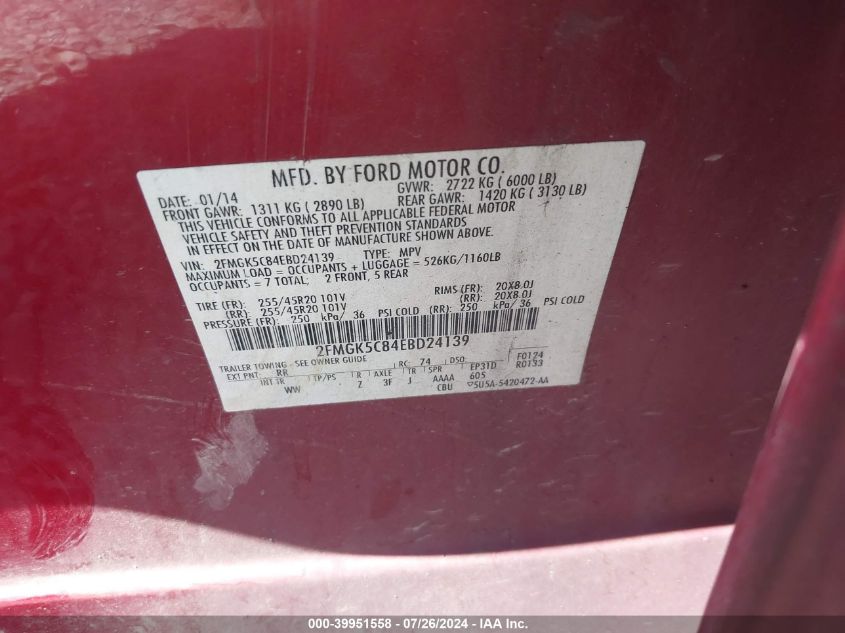 MFD. BY FORD MOTOR CO.
DATE: 01/14 GVWR: 2722 KG ( 6000 LB)
FRONT GAWR: 1311 KG ( 2890 LB) REAR GAWR: 1420 KG ( 3130 LB)
THIS VEHICLE CONFORMS TO ALL APPLICABLE FEDERAL MOTOR
VEHICLE SAFETY AND THEFT PREVENTION STANDARDS
IN EFFECT ON THE DATE OF MANUFACTURE SHOWN ABOVE.
VIN: 2FMGK5C84EBD24139 TYPE: MPV
MAXIMUM LOAD = OCCUPANTS + LUGGAGE = 526KG/1160LB
OCCUPANTS = 7 TOTAL, 2 FRONT, 5 REAR
TIRE (FR): 255/45R20 101V RIMS (FR): 20X8.0J
(RR): 255/45R20 101V (RR): 20X8.0J
PRESSURE (FR): 250 kPa/ 36 PSI COLD (RR): 250 kPa/ 36 PSI COLD
2FMGK5C84EBD24139
TRAILER TOWING - SEE OWNER GUIDE
EXT PNT: RR RC: 74 DSO: F0124
R0133
INT TR TP/PS R AXLE TR SPR EP31D
WW Z 3F J AAAA 605
CBU 5U5A-5420472-AA
000-39951558 - 07/26/2024 - IAA Inc.